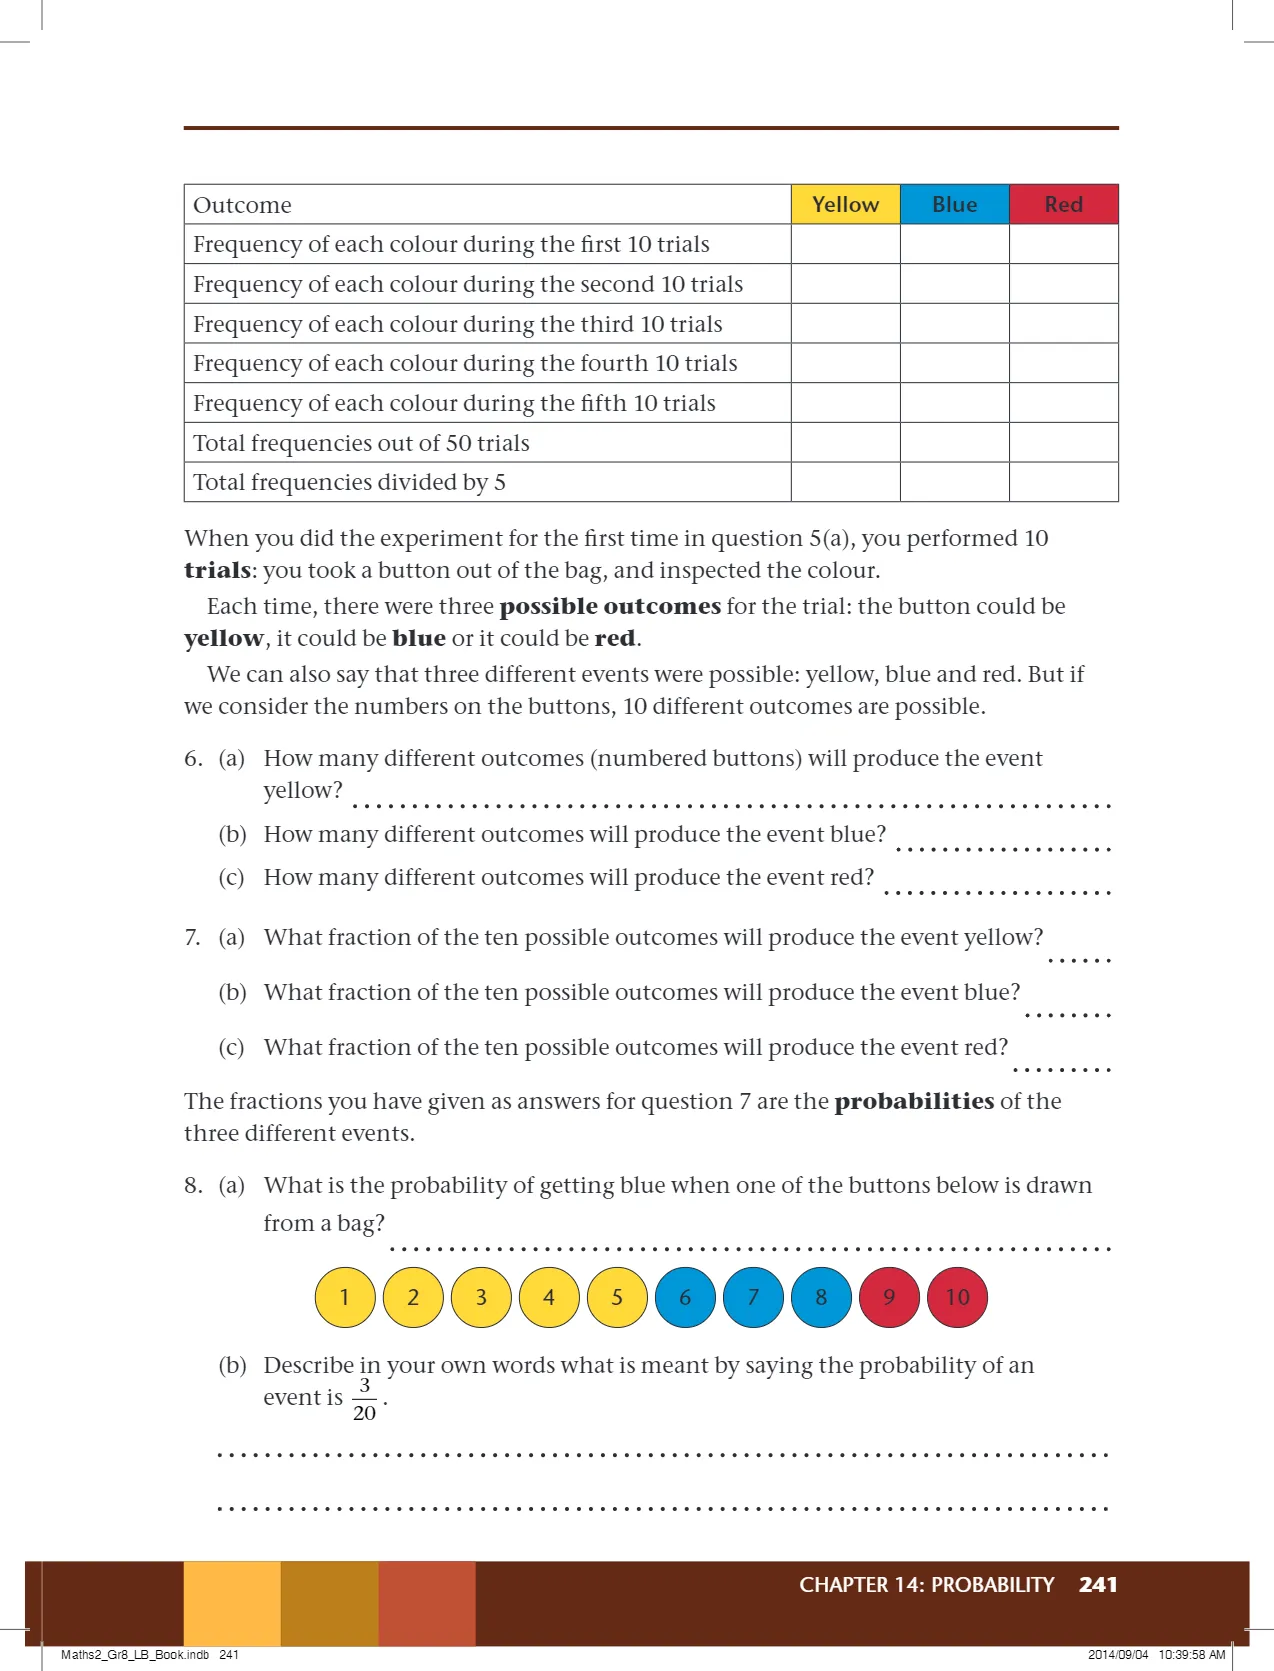 Outcome Yellow Blue Red
Frequency of each colour during the first 10 trials
Frequency of each colour during the second 10 trials
Frequency of each colour during the third 10 trials
Frequency of each colour during the fourth 10 trials
Frequency of each colour during the fifth 10 trials
Total frequencies out of 50 trials
Total frequencies divided by 5
When you did the experiment for the first time in question 5(a), you performed 10
trials: you took a button out of the bag, and inspected the colour.
Each time, there were three possible outcomes for the trial: the button could be
yellow, it could be blue or it could be red.
We can also say that three different events were possible: yellow, blue and red. But if
we consider the numbers on the buttons, 10 different outcomes are possible.
6. (a) How many different outcomes (numbered buttons) will produce the event
yellow?
(b) How many different outcomes will produce the event blue?
(c) How many different outcomes will produce the event red?
7. (a) What fraction of the ten possible outcomes will produce the event yellow?
(b) What fraction of the ten possible outcomes will produce the event blue?
(c) What fraction of the ten possible outcomes will produce the event red?
The fractions you have given as answers for question 7 are the probabilities of the
three different events.
8. (a) What is the probability of getting blue when one of the buttons below is drawn
from a bag?
1 2 3 4 5 6 7 8 9 10
(b) Describe in your own words what is meant by saying the probability of an
event is 3/20.
CHAPTER 14: PROBABILITY 241
Maths2_Gr8_LB_Book.indb 241 2014/09/04 10:39:58 AM